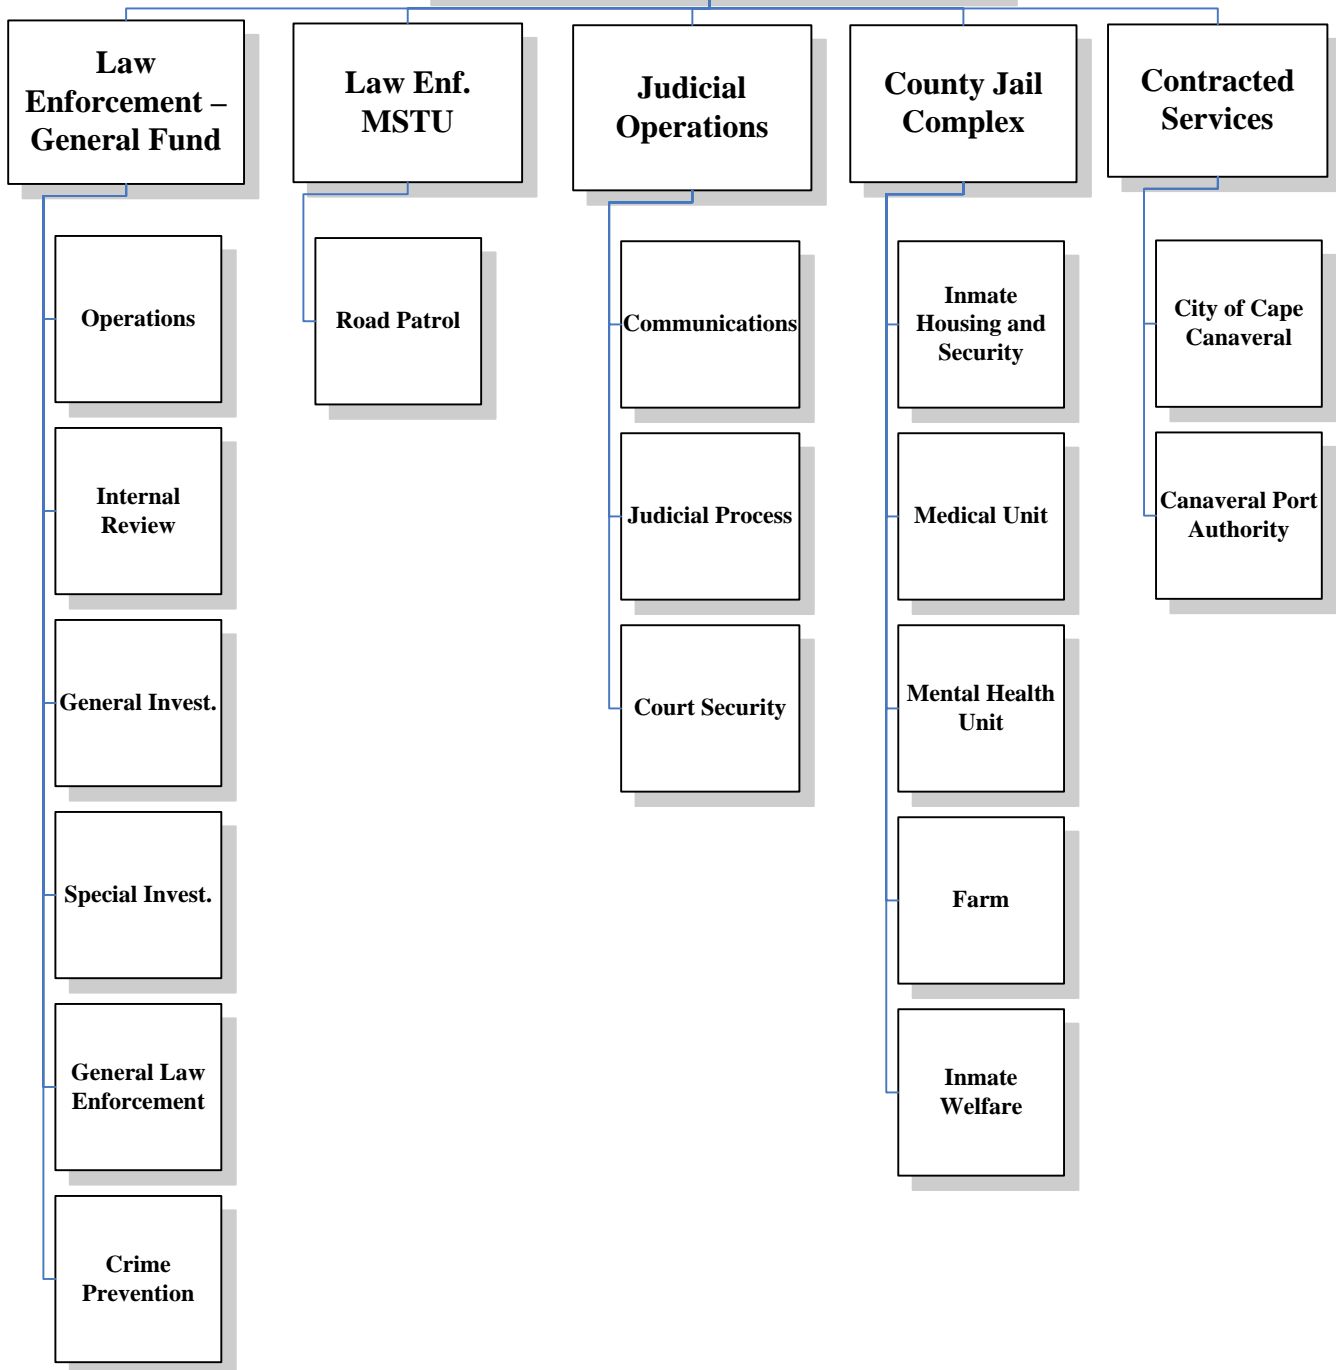 Law
Enforcement –
General Fund
Operations
Internal
Review
General Invest.
Special Invest.
General Law
Enforcement
Crime
Prevention
Law Enf.
MSTU
Road Patrol
Judicial
Operations
Communications
Judicial Process
Court Security
County Jail
Complex
Inmate
Housing and
Security
Medical Unit
Mental Health
Unit
Farm
Inmate
Welfare
Contracted
Services
City of Cape
Canaveral
Canaveral Port
Authority